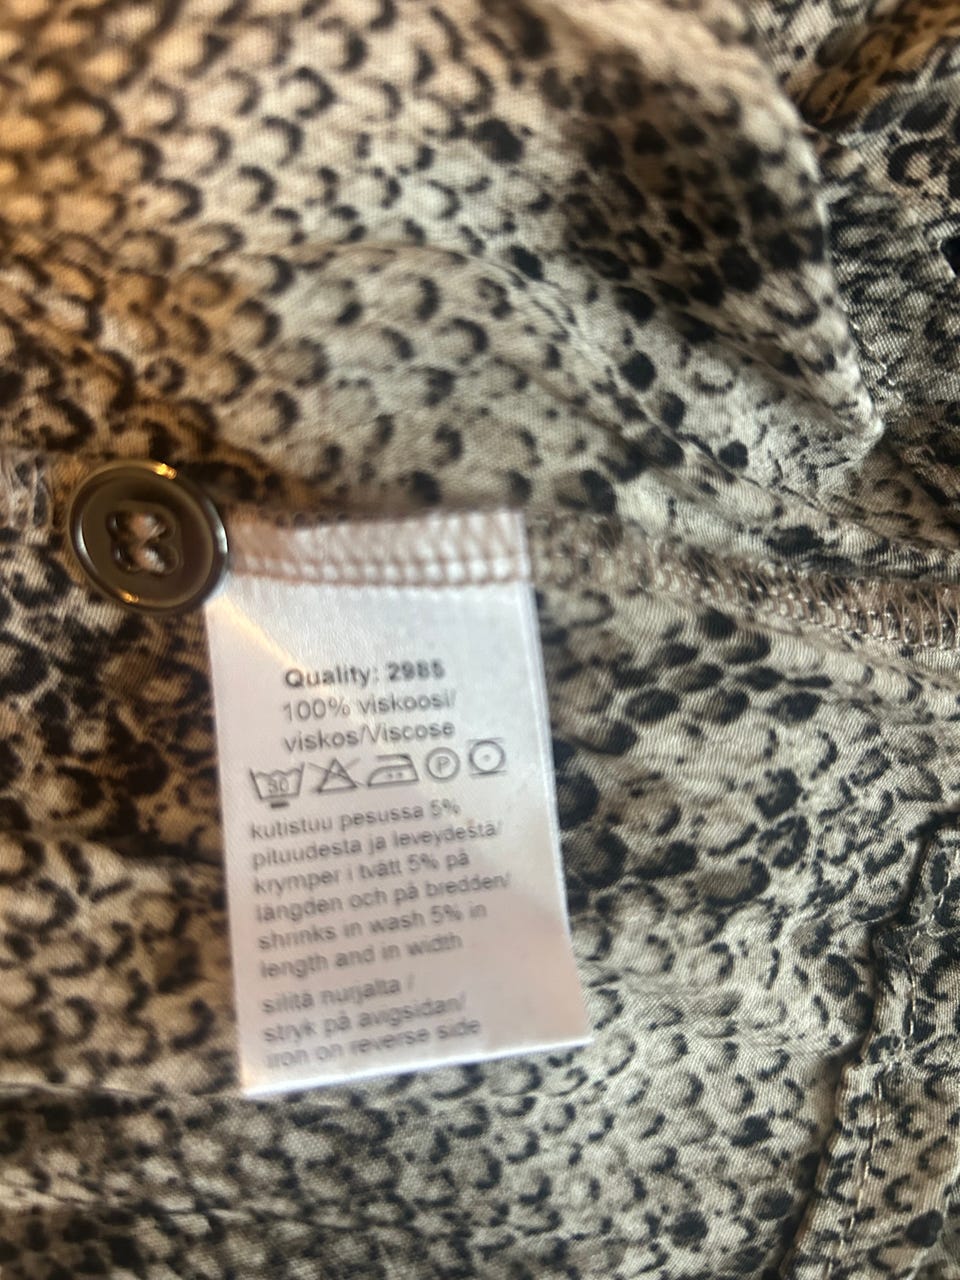 Quality: 2985
100% viskoosi/
viskos/Viscose
30 P
kutistuu pesussa 5%
pituudesta ja leveydestä/
krymper i tvätt 5% på
längden och på bredden/
shrinks in wash 5% in
length and in width
silitä nurjalta /
stryk på avigsidan/
iron on reverse side